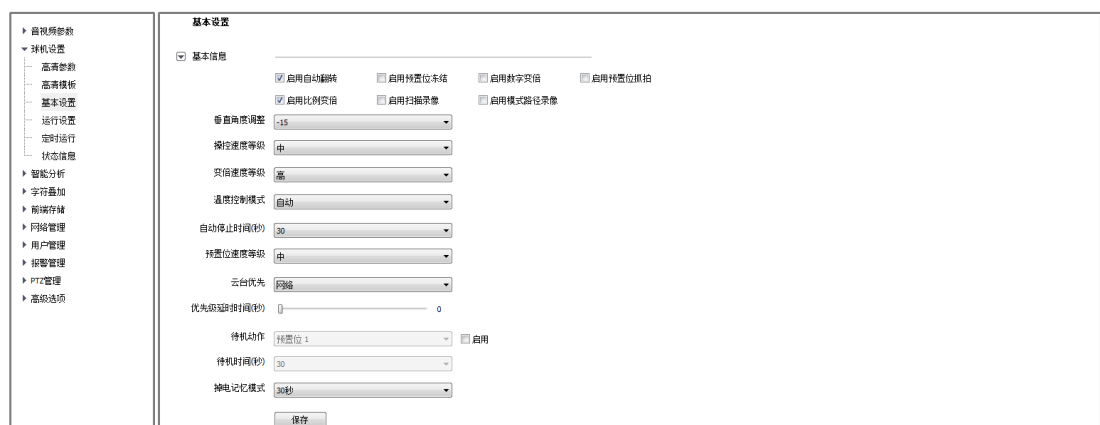 音视频参数
球机设置
高清参数
高清模板
基本设置
运行设置
定时运行
状态信息
智能分析
字符叠加
前端存储
网络管理
用户管理
报警管理
PTZ管理
高级选项
基本设置
基本信息
启用自动翻转 启用预置位冻结 启用数字变倍 启用预置位抓拍
启用比例变倍 启用扫描录像 启用模式路径录像
垂直角度调整 -15
操控速度等级 中
变倍速度等级 高
温度控制模式 自动
自动停止时间(秒) 30
预置位速度等级 中
云台优先 网络
优先级延时时间(秒) 0
待机动作 预置位 1 启用
待机时间(秒) 30
掉电记忆模式 30秒
保存